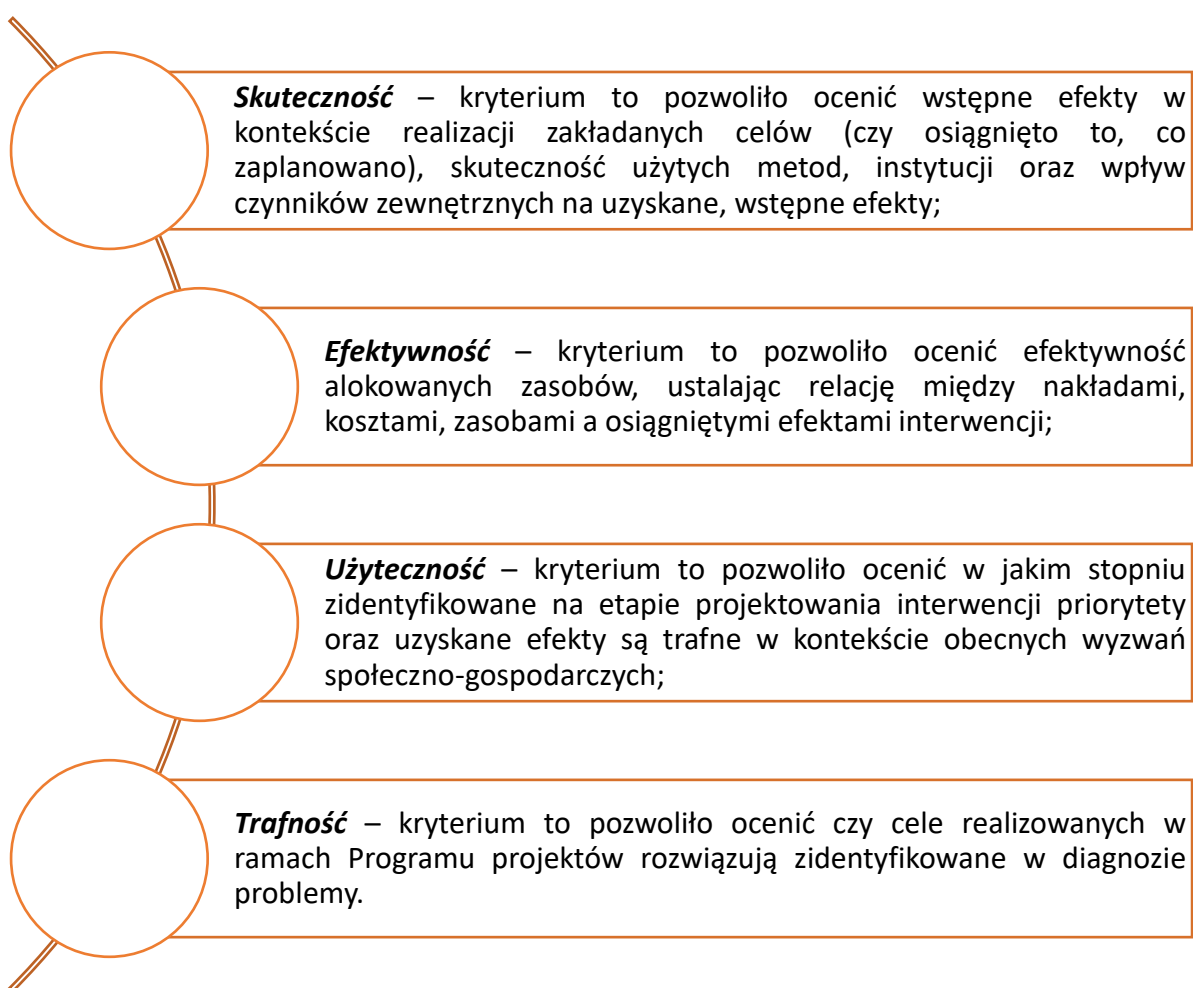 Skuteczność – kryterium to pozwoliło ocenić wstępne efekty w
kontekście realizacji zakładanych celów (czy osiągnięto to, co
zaplanowano), skuteczność użytych metod, instytucji oraz wpływ
czynników zewnętrznych na uzyskane, wstępne efekty;
Efektywność – kryterium to pozwoliło ocenić efektywność
alokowanych zasobów, ustalając relację między nakładami,
kosztami, zasobami a osiągniętymi efektami interwencji;
Użyteczność – kryterium to pozwoliło ocenić w jakim stopniu
zidentyfikowane na etapie projektowania interwencji priorytety
oraz uzyskane efekty są trafne w kontekście obecnych wyzwań
społeczno-gospodarczych;
Trafność – kryterium to pozwoliło ocenić czy cele realizowanych w
ramach Programu projektów rozwiązują zidentyfikowane w diagnozie
problemy.